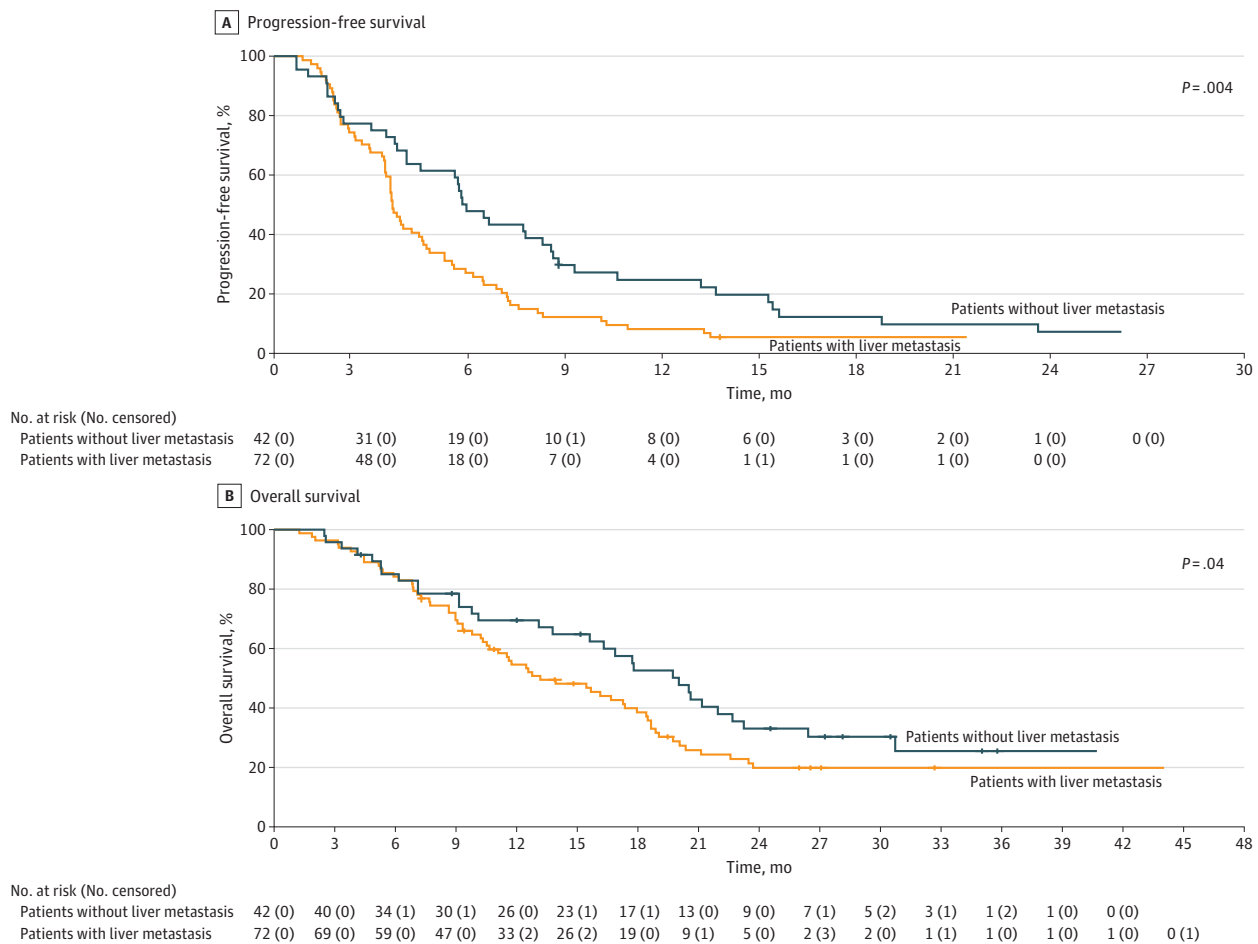 A Progression-free survival
100
80
60
40
20
0
Progression-free survival, %
P = .004
Patients without liver metastasis
Patients with liver metastasis
0 3 6 9 12 15 18 21 24 27 30
Time, mo
No. at risk (No. censored)
Patients without liver metastasis 42 (0) 31 (0) 19 (0) 10 (1) 8 (0) 6 (0) 3 (0) 2 (0) 1 (0) 0 (0)
Patients with liver metastasis 72 (0) 48 (0) 18 (0) 7 (0) 4 (0) 1 (1) 1 (0) 1 (0) 0 (0)
B Overall survival
100
80
60
40
20
0
Overall survival, %
P = .04
Patients without liver metastasis
Patients with liver metastasis
0 3 6 9 12 15 18 21 24 27 30 33 36 39 42 45 48
Time, mo
No. at risk (No. censored)
Patients without liver metastasis 42 (0) 40 (0) 34 (1) 30 (1) 26 (0) 23 (1) 17 (1) 13 (0) 9 (0) 7 (1) 5 (2) 3 (1) 1 (2) 1 (0) 0 (0)
Patients with liver metastasis 72 (0) 69 (0) 59 (0) 47 (0) 33 (2) 26 (2) 19 (0) 9 (1) 5 (0) 2 (3) 2 (0) 1 (1) 1 (0) 1 (0) 1 (0) 0 (1)